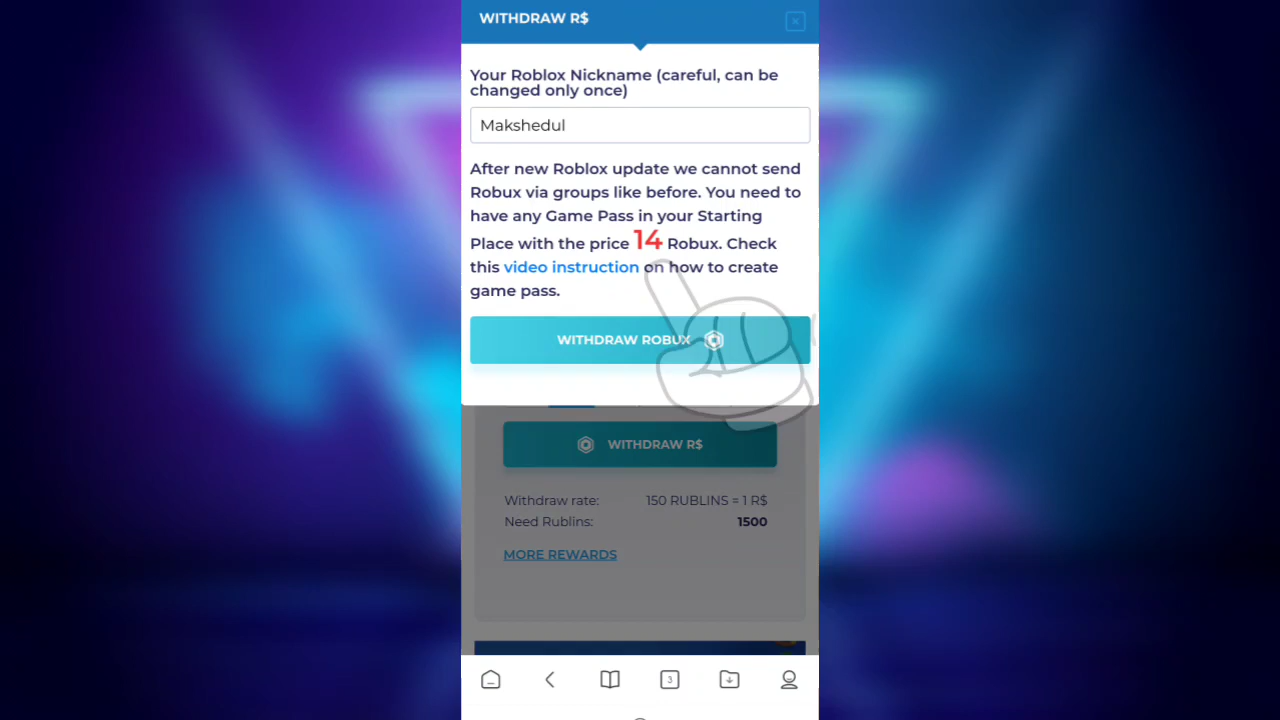 WITHDRAW R$
Your Roblox Nickname (careful, can be
changed only once)
Makshedul
After new Roblox update we cannot send
Robux via groups like before. You need to
have any Game Pass in your Starting
Place with the price 14 Robux. Check
this video instruction on how to create
game pass.
WITHDRAW ROBUX
WITHDRAW R$
Withdraw rate: 150 RUBLINS = 1 R$
Need Rublins: 1500
MORE REWARDS
3